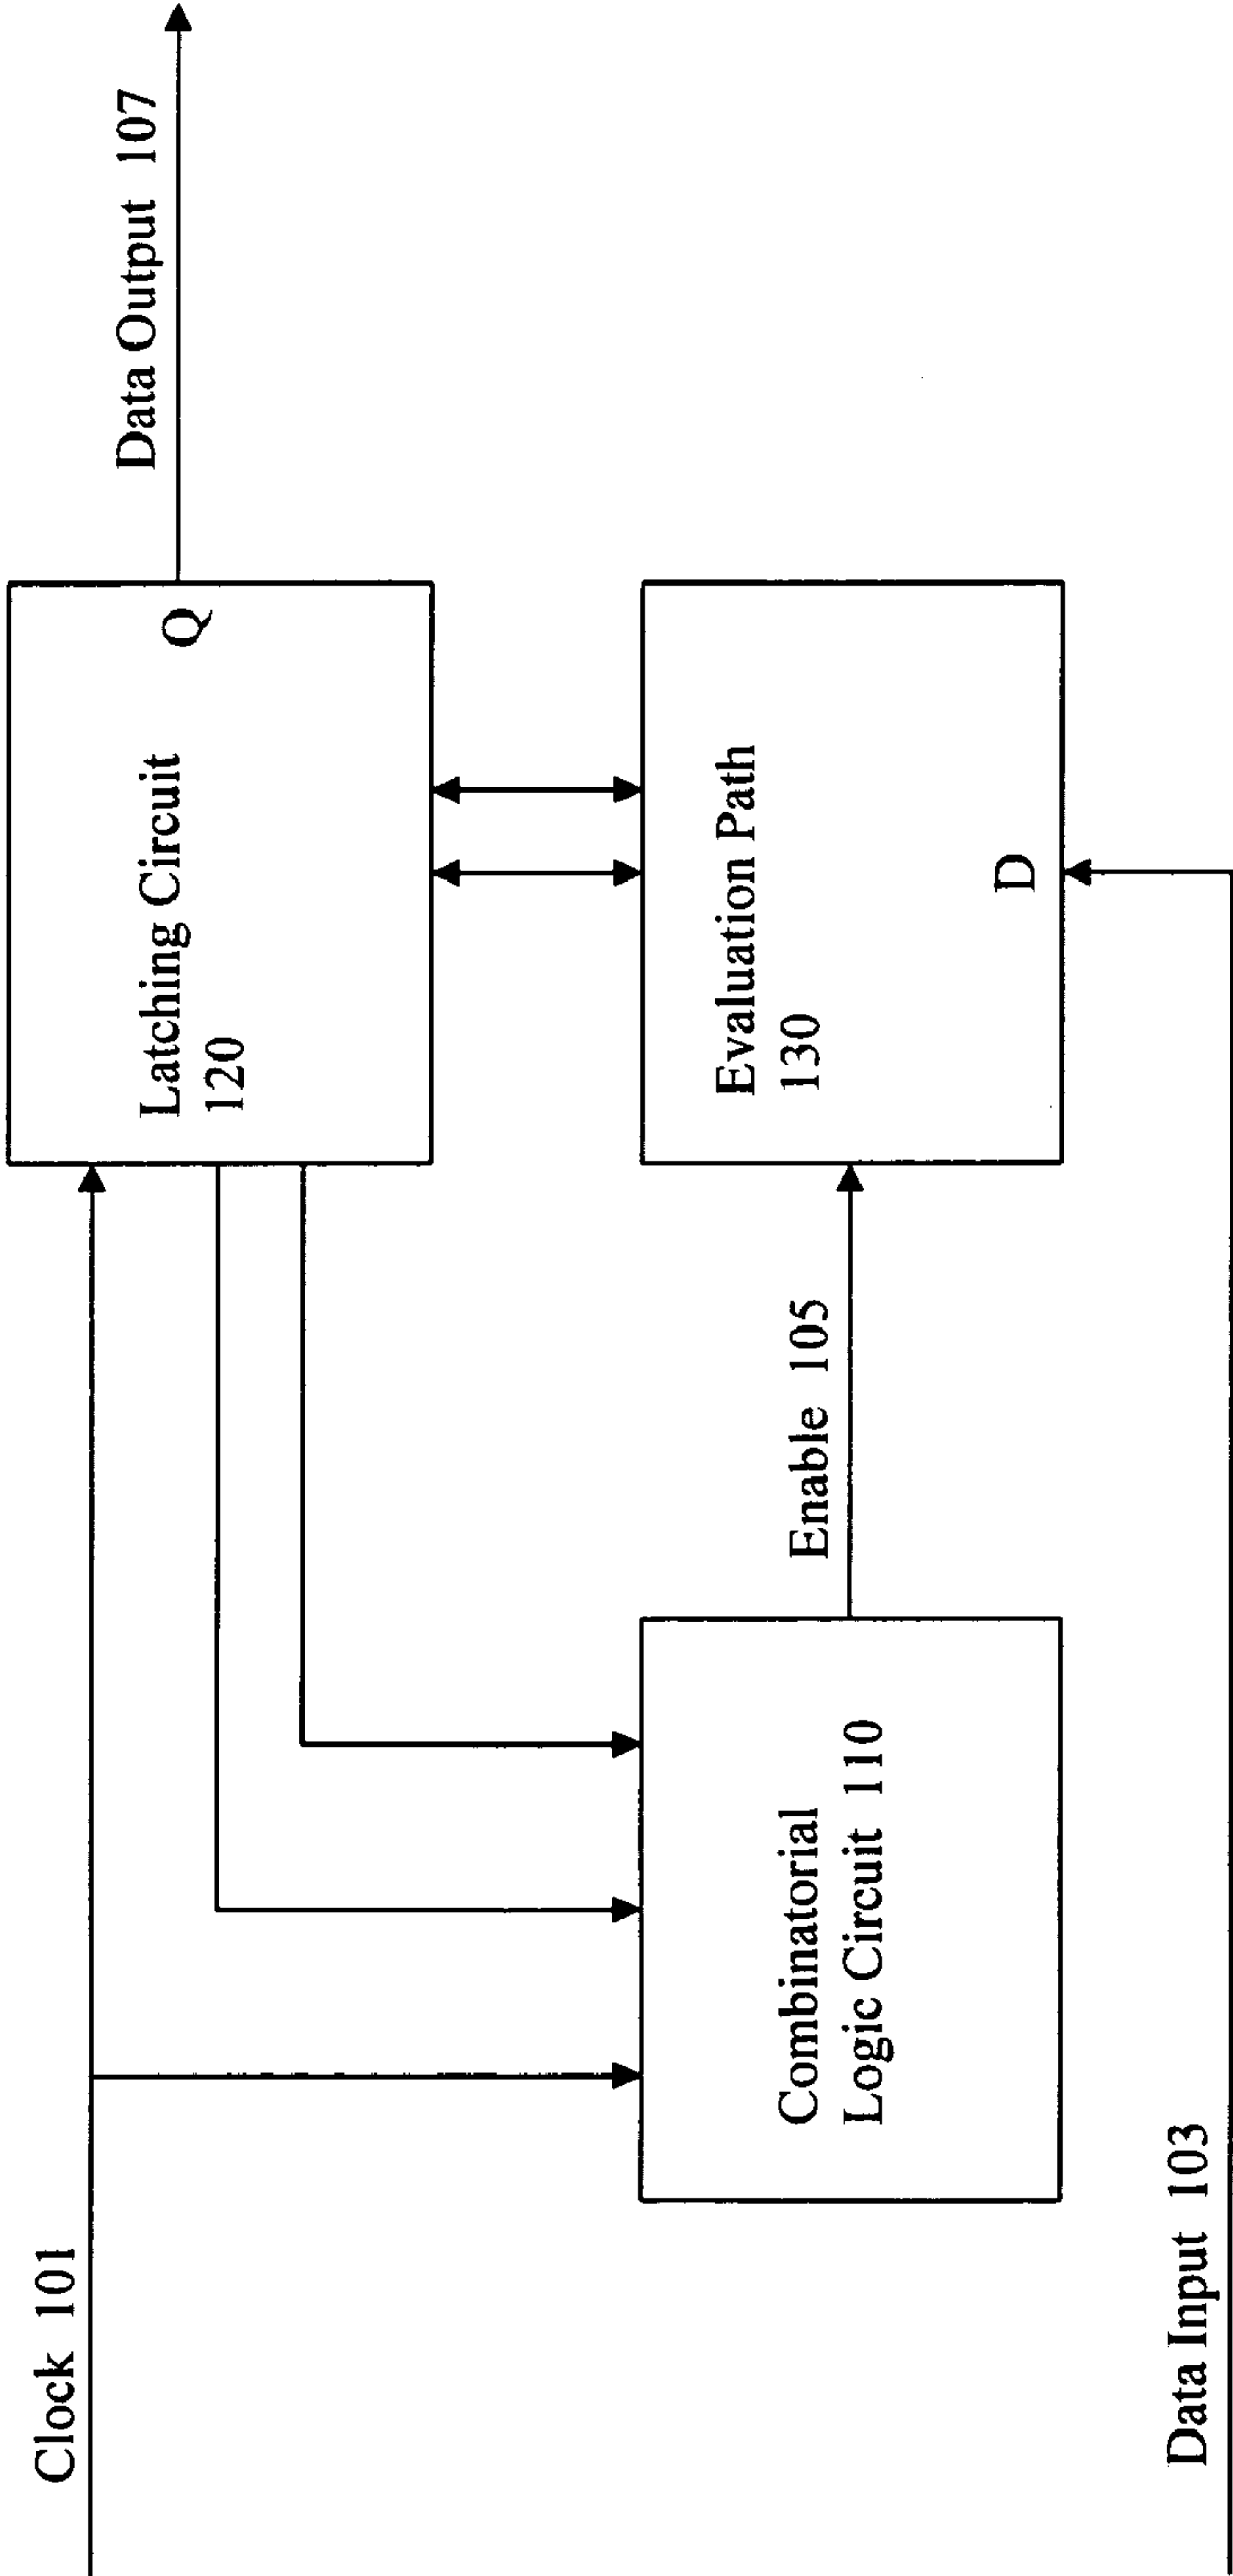 Clock 101
Data Output 107
Latching Circuit
120
Q
Enable 105
Evaluation Path
130
D
Combinatorial
Logic Circuit 110
Data Input 103